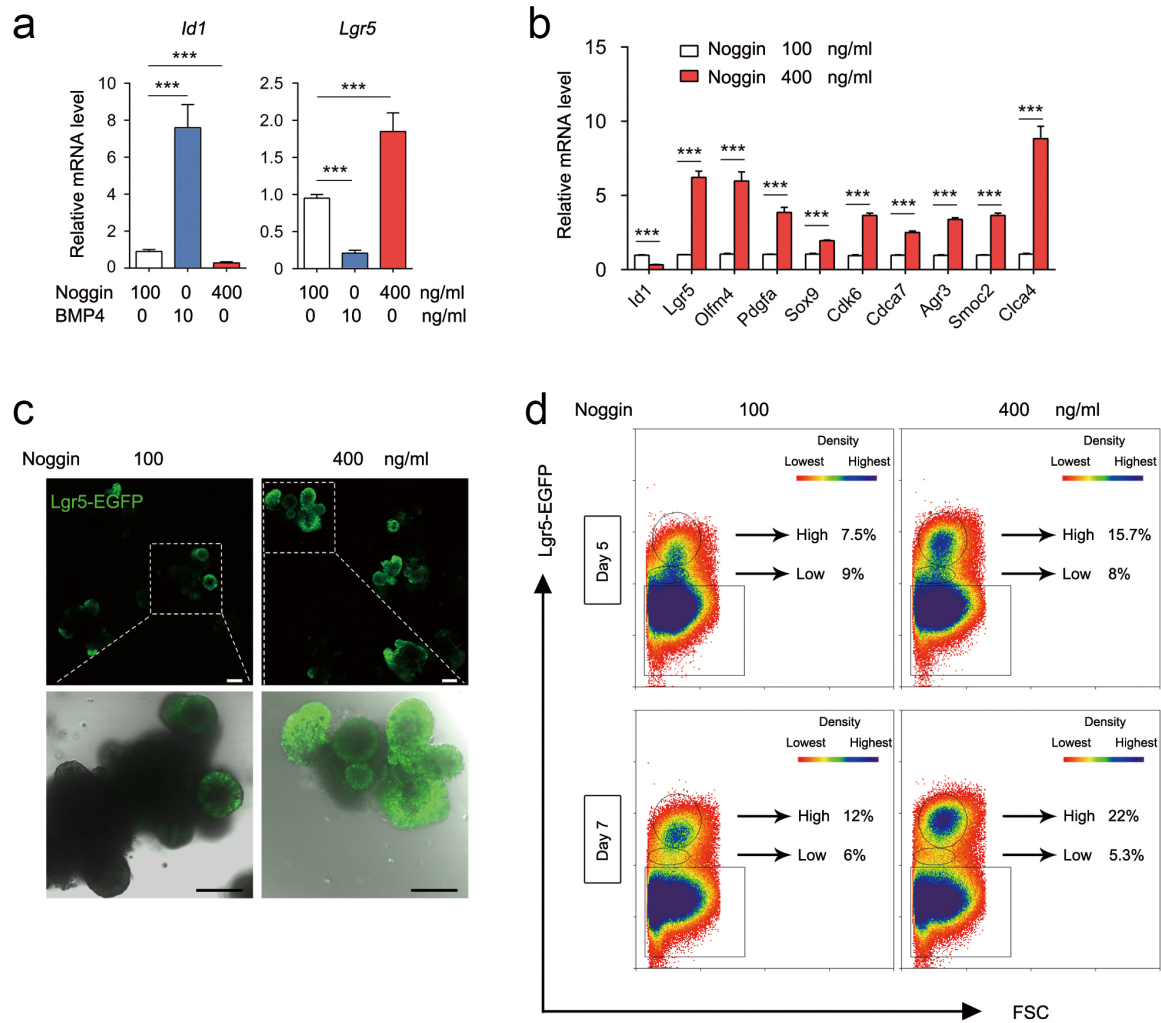 a
Id1
Lgr5
***
***
***
***
Relative mRNA level
10
8
6
4
2
0
2.5
2.0
1.5
1.0
0.5
0.0
Noggin 100 0 400 100 0 400 ng/ml
BMP4 0 10 0 0 10 0 ng/ml
b
Noggin 100 ng/ml
Noggin 400 ng/ml
Relative mRNA level
15
10
5
0
***
***
***
***
***
***
***
***
***
***
Id1
Lgr5
Olfm4
Pdgfa
Sox9
Cdk6
Cdca7
Agr3
Smoc2
Clca4
c
Noggin 100 400 ng/ml
Lgr5-EGFP
d
Noggin 100 400 ng/ml
Lgr5-EGFP
Day 5
Density
Lowest Highest
High 7.5%
Low 9%
Density
Lowest Highest
High 15.7%
Low 8%
Day 7
Density
Lowest Highest
High 12%
Low 6%
Density
Lowest Highest
High 22%
Low 5.3%
FSC